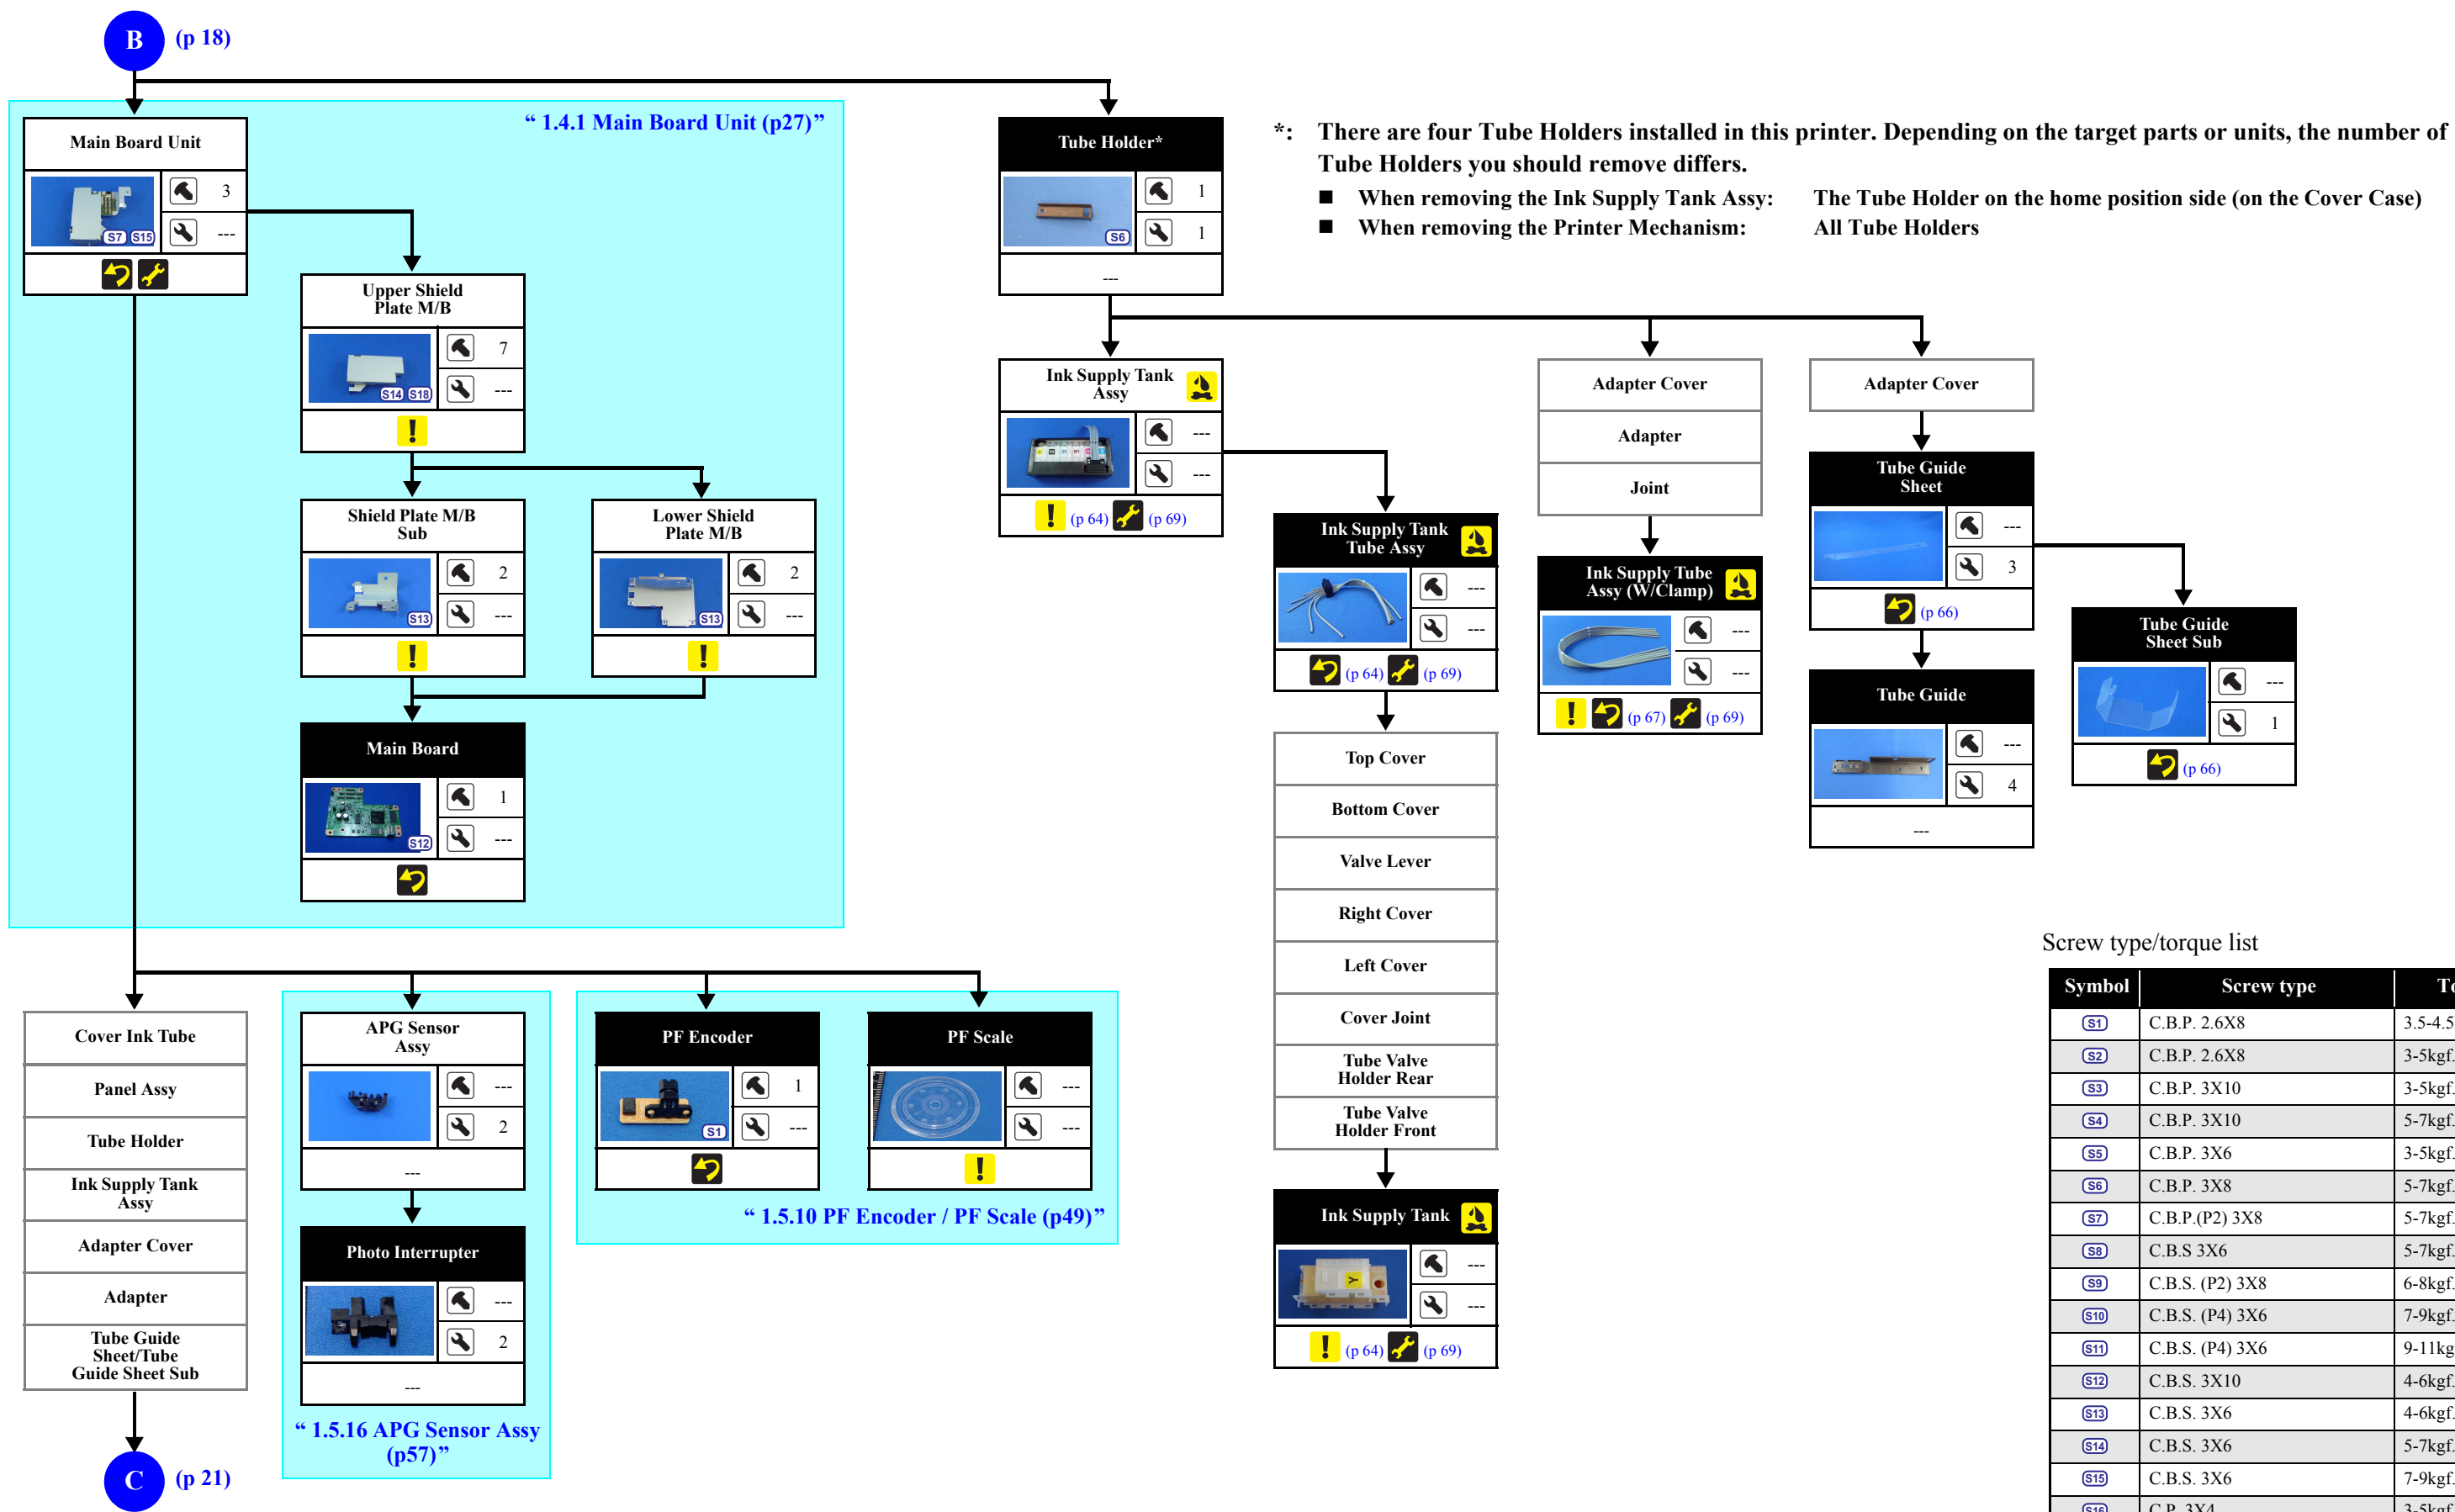 B (p 18)
“ 1.4.1 Main Board Unit (p27)”
Main Board Unit
3
S7 S15
---
Upper Shield
Plate M/B
7
S14 S18
---
Shield Plate M/B
Sub
2
S13
---
Lower Shield
Plate M/B
2
S13
---
Main Board
1
S12
---
Tube Holder*
1
S6
1
---
*: There are four Tube Holders installed in this printer. Depending on the target parts or units, the number of
Tube Holders you should remove differs.
■ When removing the Ink Supply Tank Assy: The Tube Holder on the home position side (on the Cover Case)
■ When removing the Printer Mechanism: All Tube Holders
Ink Supply Tank
Assy
---
---
! (p 64) (p 69)
Ink Supply Tank
Tube Assy
---
---
(p 64) (p 69)
Top Cover
Bottom Cover
Valve Lever
Right Cover
Left Cover
Cover Joint
Tube Valve
Holder Rear
Tube Valve
Holder Front
Ink Supply Tank
Y
---
---
! (p 64) (p 69)
Adapter Cover
Adapter
Joint
Ink Supply Tube
Assy (W/Clamp)
---
---
! (p 67) (p 69)
Adapter Cover
Tube Guide
Sheet
---
3
(p 66)
Tube Guide
---
4
---
Tube Guide
Sheet Sub
---
1
(p 66)
Cover Ink Tube
Panel Assy
Tube Holder
Ink Supply Tank
Assy
Adapter Cover
Adapter
Tube Guide
Sheet/Tube
Guide Sheet Sub
C (p 21)
APG Sensor
Assy
---
2
---
Photo Interrupter
---
2
---
“ 1.5.16 APG Sensor Assy
(p57)”
PF Encoder
1
S1
---
PF Scale
---
---
!
“ 1.5.10 PF Encoder / PF Scale (p49)”
Screw type/torque list
Symbol Screw type To
S1 C.B.P. 2.6X8 3.5-4.5
S2 C.B.P. 2.6X8 3-5kgf.
S3 C.B.P. 3X10 3-5kgf.
S4 C.B.P. 3X10 5-7kgf.
S5 C.B.P. 3X6 3-5kgf.
S6 C.B.P. 3X8 5-7kgf.
S7 C.B.P.(P2) 3X8 5-7kgf.
S8 C.B.S 3X6 5-7kgf.
S9 C.B.S. (P2) 3X8 6-8kgf.
S10 C.B.S. (P4) 3X6 7-9kgf.
S11 C.B.S. (P4) 3X6 9-11kg
S12 C.B.S. 3X10 4-6kgf.
S13 C.B.S. 3X6 4-6kgf.
S14 C.B.S. 3X6 5-7kgf.
S15 C.B.S. 3X6 7-9kgf.
S16 C.P. 3X4 3-5kgf.